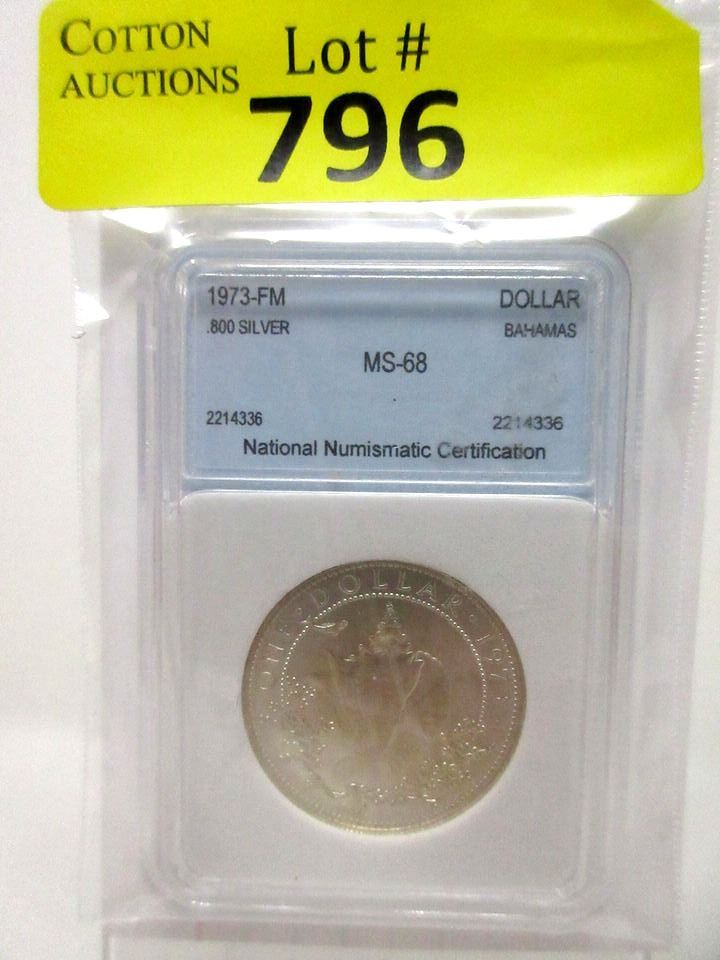 COTTON
AUCTIONS
Lot #
796
1973-FM DOLLAR
.800 SILVER BAHAMAS
MS-68
2214336 2214336
National Numismatic Certification
ONE · DOLLAR · 1973